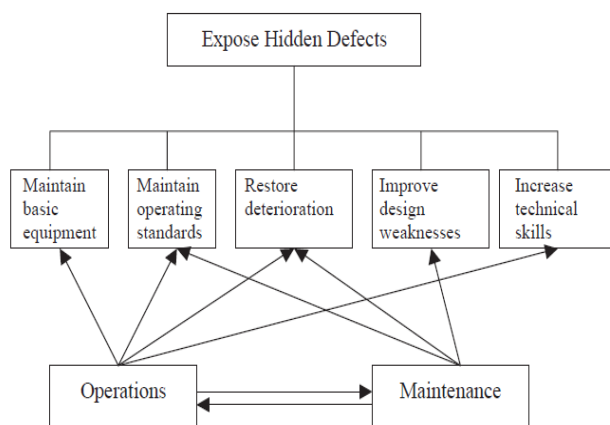 Expose Hidden Defects
Maintain
basic
equipment
Maintain
operating
standards
Restore
deterioration
Improve
design
weaknesses
Increase
technical
skills
Operations
Maintenance